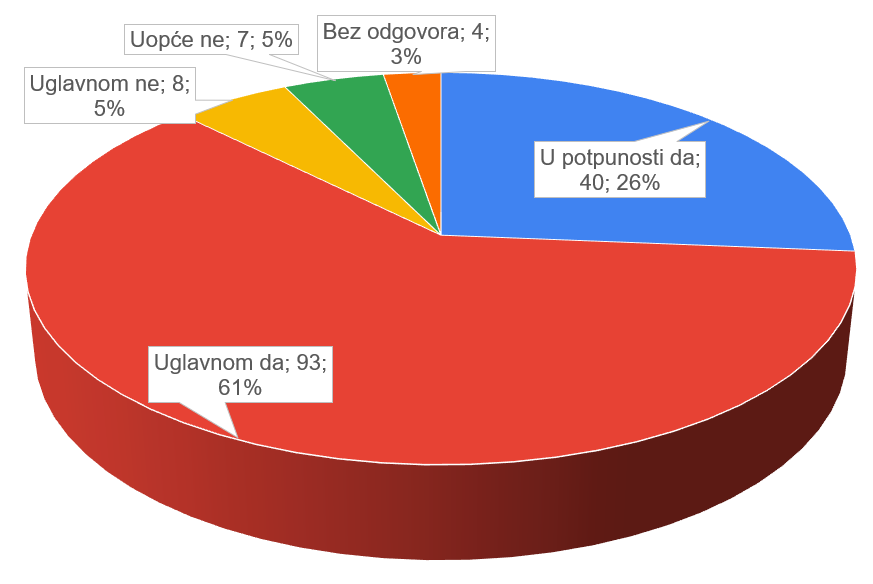 Bez odgovora; 4;
3%
Uopće ne; 7; 5%
Uglavnom ne; 8;
5%
U potpunosti da;
40; 26%
Uglavnom da; 93;
61%